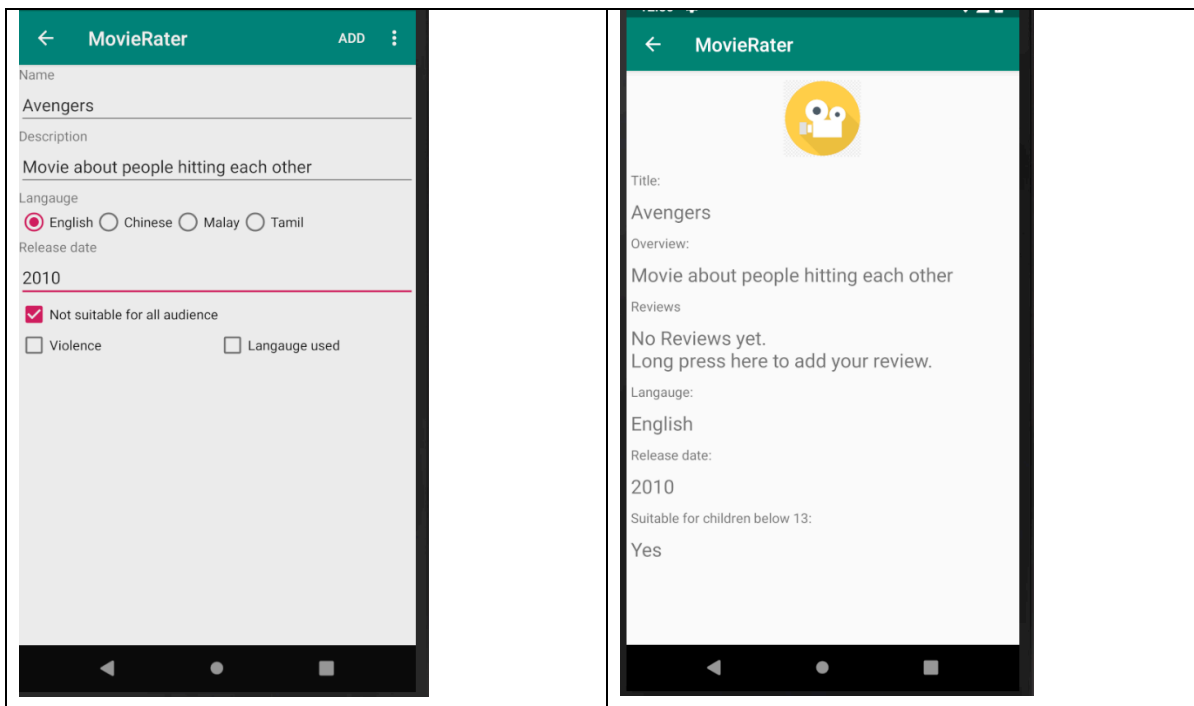 MovieRater ADD
Name
Avengers
Description
Movie about people hitting each other
Langauge
English Chinese Malay Tamil
Release date
2010
Not suitable for all audience
Violence Langauge used
MovieRater
Title:
Avengers
Overview:
Movie about people hitting each other
Reviews
No Reviews yet.
Long press here to add your review.
Langauge:
English
Release date:
2010
Suitable for children below 13:
Yes